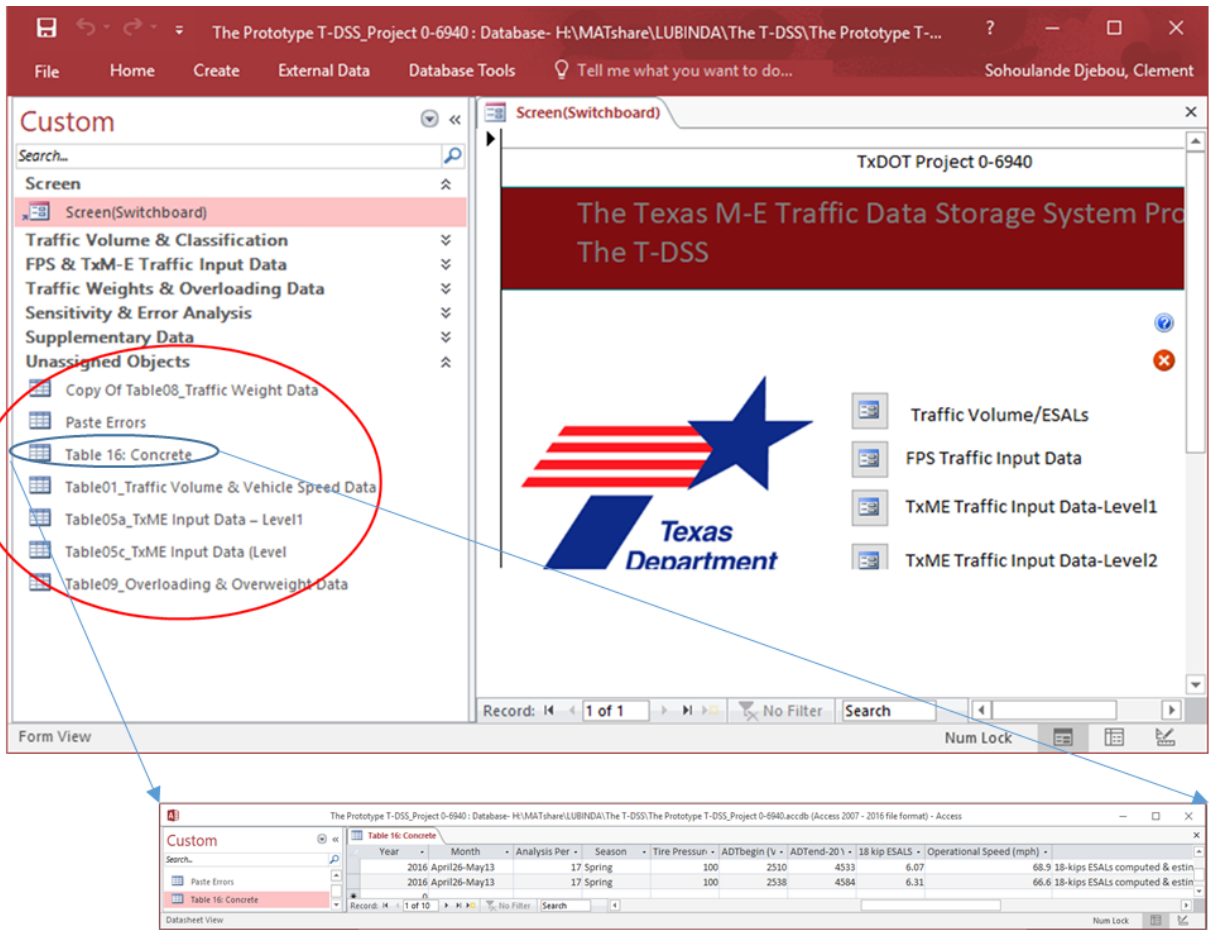 The Prototype T-DSS_Project 0-6940 : Database- H:\MATshare\LUBINDA\The T-DSS\The Prototype T-... ?
File Home Create External Data Database Tools Tell me what you want to do... Sohoulande Djebou, Clement
Custom
Search...
Screen
Screen(Switchboard)
Traffic Volume & Classification
FPS & TxM-E Traffic Input Data
Traffic Weights & Overloading Data
Sensitivity & Error Analysis
Supplementary Data
Unassigned Objects
Copy Of Table08_Traffic Weight Data
Paste Errors
Table 16: Concrete
Table01_Traffic Volume & Vehicle Speed Data
Table05a_TxME Input Data – Level1
Table05c_TxME Input Data (Level
Table09_Overloading & Overweight Data
Screen(Switchboard)
TxDOT Project 0-6940
The Texas M-E Traffic Data Storage System Pro
The T-DSS
Traffic Volume/ESALs
FPS Traffic Input Data
TxME Traffic Input Data-Level1
TxME Traffic Input Data-Level2
Texas
Department
Record: 1 of 1 No Filter Search
Form View Num Lock
The Prototype T-DSS_Project 0-6940 : Database- H:\MATshare\LUBINDA\The T-DSS\The Prototype T-DSS_Project 0-6940.accdb (Access 2007 - 2016 file format) - Access
Custom
Search...
Paste Errors
Table 16: Concrete
Table 16: Concrete
Year Month Analysis Per Season Tire Pressur ADTbegin (V ADTend-20 \ 18 kip ESALS Operational Speed (mph)
2016 April26-May13 17 Spring 100 2510 4533 6.07 68.9 18-kips ESALs computed & estin
2016 April26-May13 17 Spring 100 2538 4584 6.31 66.6 18-kips ESALs computed & estin
0
Record: 1 of 10 No Filter Search
Datasheet View Num Lock